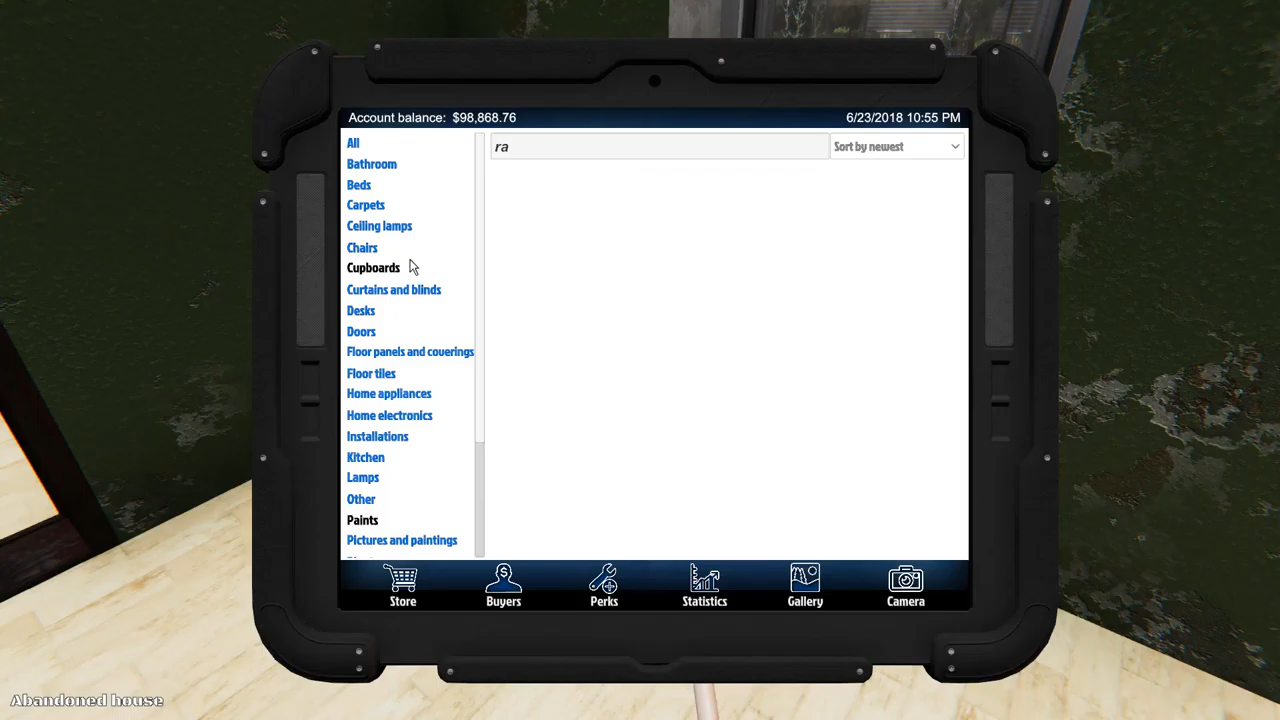 Account balance: $98,868.76 6/23/2018 10:55 PM
All
Bathroom
Beds
Carpets
Ceiling lamps
Chairs
Cupboards
Curtains and blinds
Desks
Doors
Floor panels and coverings
Floor tiles
Home appliances
Home electronics
Installations
Kitchen
Lamps
Other
Paints
Pictures and paintings
ra
Sort by newest
Store Buyers Perks Statistics Gallery Camera
Abandoned house